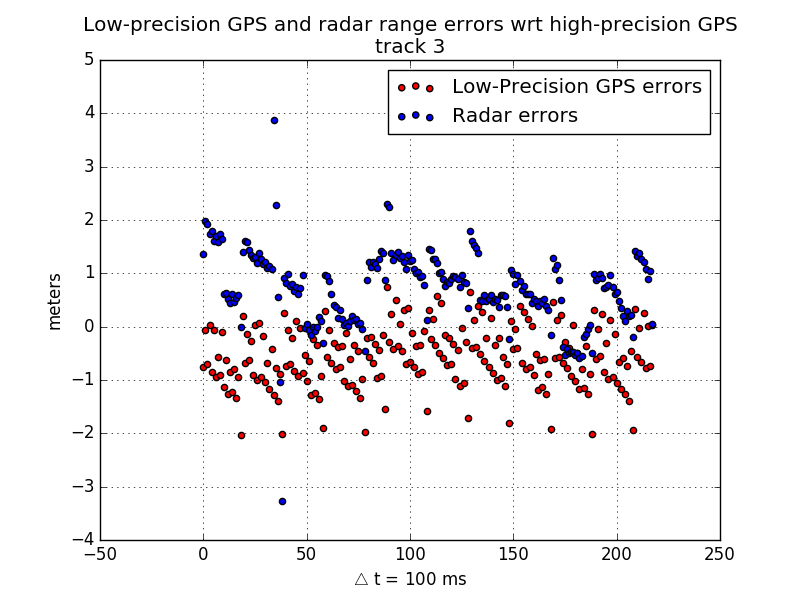 Low-precision GPS and radar range errors wrt high-precision GPS
track 3
Low-Precision GPS errors
Radar errors
meters
5
4
3
2
1
0
−1
−2
−3
−4
−50 0 50 100 150 200 250
△ t = 100 ms